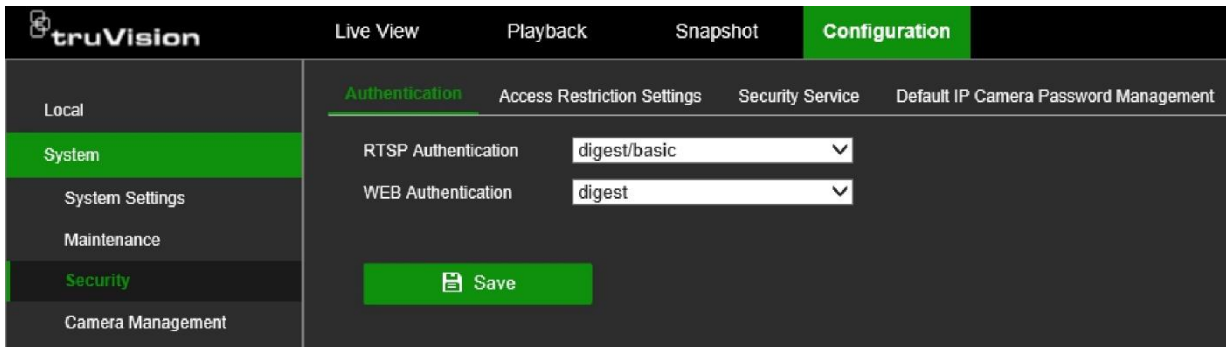 truVision Live View Playback Snapshot Configuration
Local
System
System Settings
Maintenance
Security
Camera Management
Authentication Access Restriction Settings Security Service Default IP Camera Password Management
RTSP Authentication digest/basic
WEB Authentication digest
Save